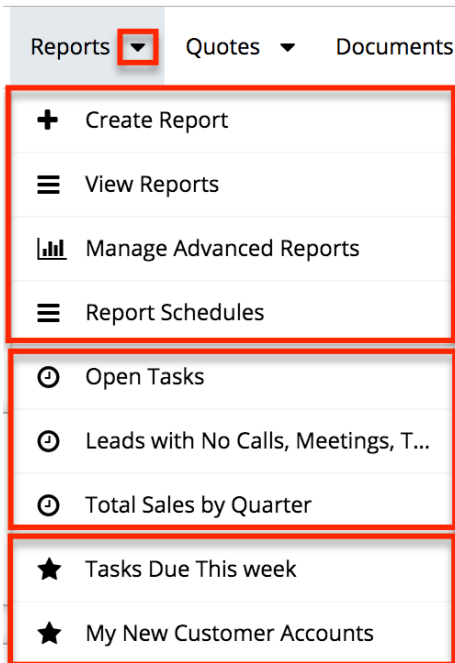 Reports Quotes Documents
Create Report
View Reports
Manage Advanced Reports
Report Schedules
Open Tasks
Leads with No Calls, Meetings, T...
Total Sales by Quarter
Tasks Due This week
My New Customer Accounts